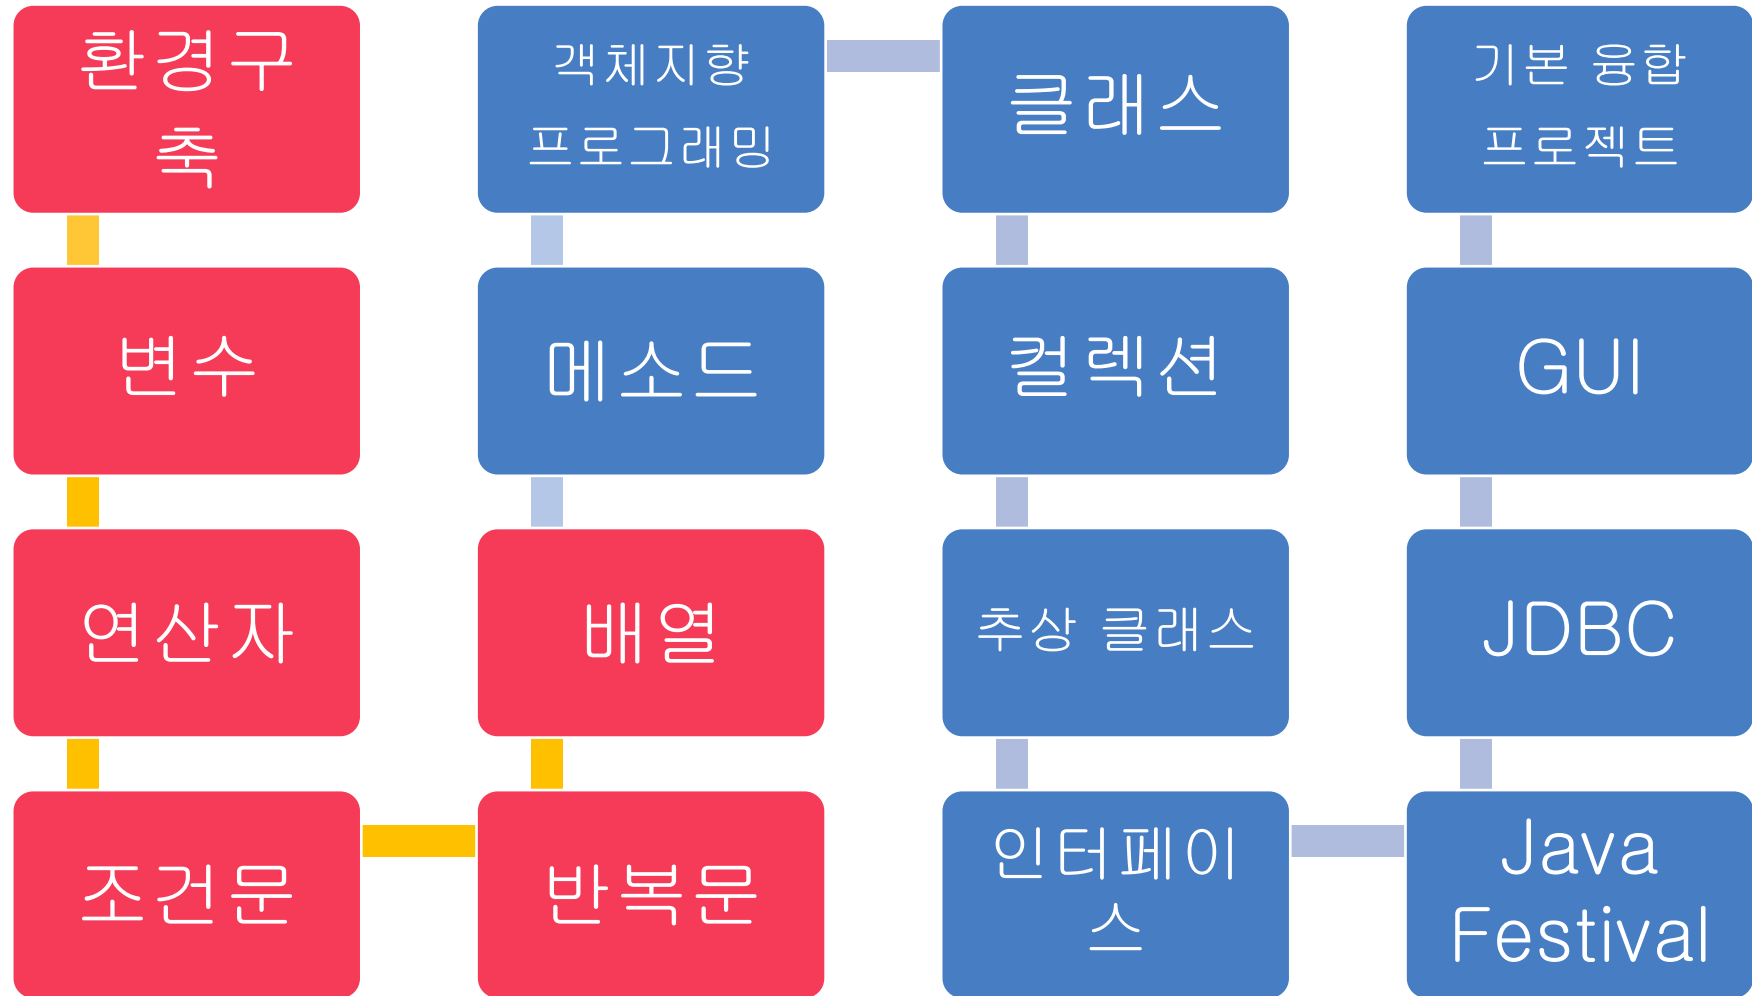 환경구
축
변수
연산자
조건문
반복문
배열
메소드
객체지향
프로그래밍
클래스
컬렉션
추상 클래스
인터페이
스
Java
Festival
JDBC
GUI
기본 융합
프로젝트